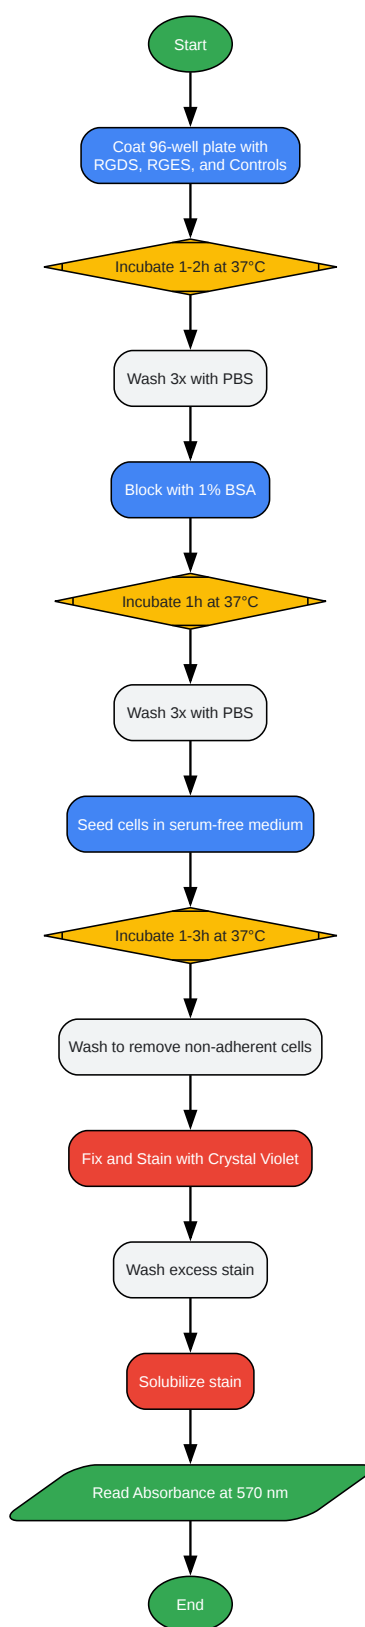 Start
Coat 96-well plate with
RGDS, RGES, and Controls
Incubate 1-2h at 37°C
Wash 3x with PBS
Block with 1% BSA
Incubate 1h at 37°C
Wash 3x with PBS
Seed cells in serum-free medium
Incubate 1-3h at 37°C
Wash to remove non-adherent cells
Fix and Stain with Crystal Violet
Wash excess stain
Solubilize stain
Read Absorbance at 570 nm
End